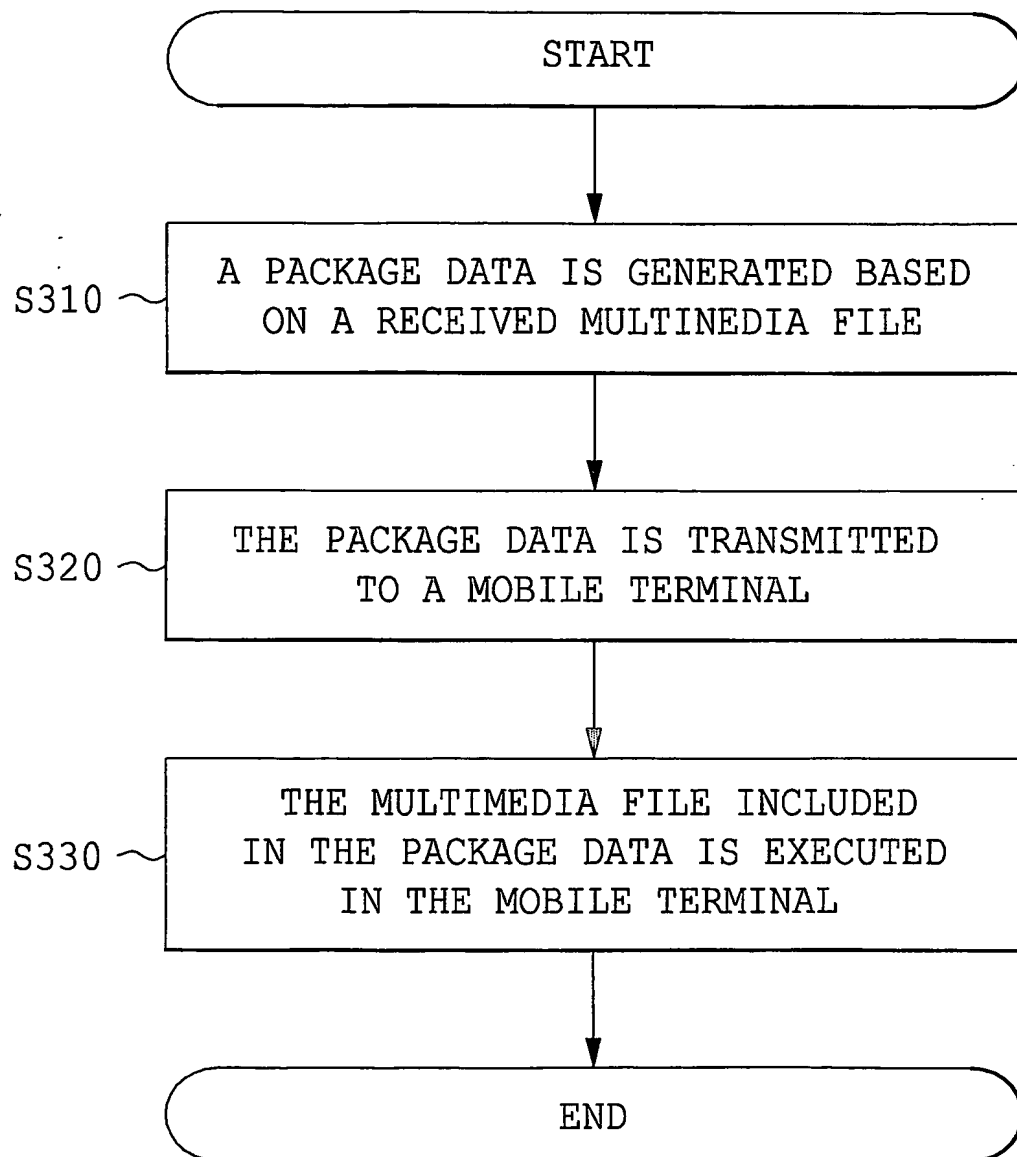 START
S310
A PACKAGE DATA IS GENERATED BASED
ON A RECEIVED MULTINEDIA FILE
S320
THE PACKAGE DATA IS TRANSMITTED
TO A MOBILE TERMINAL
S330
THE MULTIMEDIA FILE INCLUDED
IN THE PACKAGE DATA IS EXECUTED
IN THE MOBILE TERMINAL
END